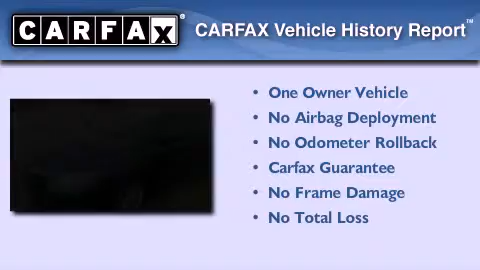 CARFAX® CARFAX Vehicle History Report™
• One Owner Vehicle
• No Airbag Deployment
• No Odometer Rollback
• Carfax Guarantee
• No Frame Damage
• No Total Loss